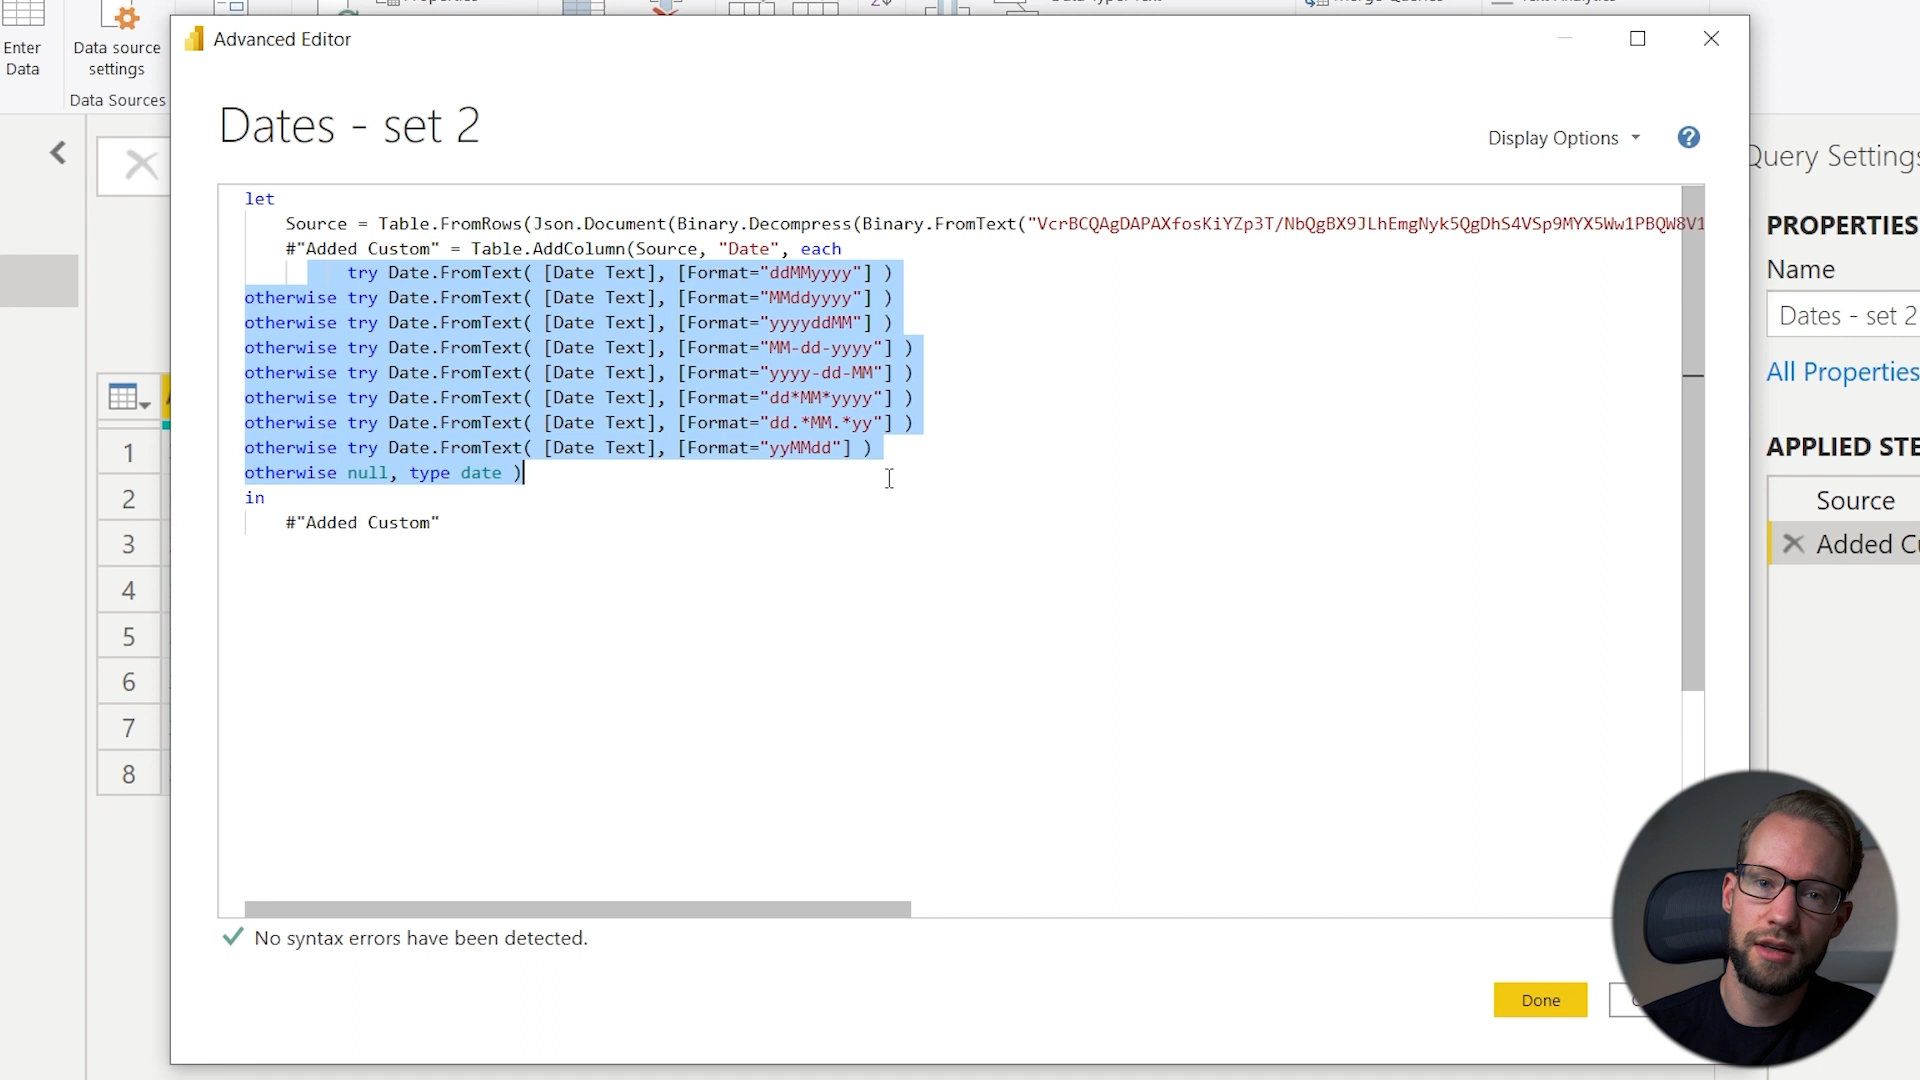 Enter
Data
Data source
settings
Data Sources
Advanced Editor
Dates - set 2
Display Options
?
let
Source = Table.FromRows(Json.Document(Binary.Decompress(Binary.FromText("VcrBCQAgDAPAXfosKiYZp3T/NbQgBX9JLhEmgNyk5QgDhS4VSp9MYX5Ww1PBQW8V1
#"Added Custom" = Table.AddColumn(Source, "Date", each
try Date.FromText( [Date Text], [Format="ddMMyyyy"] )
otherwise try Date.FromText( [Date Text], [Format="MMddyyyy"] )
otherwise try Date.FromText( [Date Text], [Format="yyyyddMM"] )
otherwise try Date.FromText( [Date Text], [Format="MM-dd-yyyy"] )
otherwise try Date.FromText( [Date Text], [Format="yyyy-dd-MM"] )
otherwise try Date.FromText( [Date Text], [Format="dd*MM*yyyy"] )
otherwise try Date.FromText( [Date Text], [Format="dd.*MM.*yy"] )
otherwise try Date.FromText( [Date Text], [Format="yyMMdd"] )
otherwise null, type date )
in
#"Added Custom"
No syntax errors have been detected.
Done
1
2
3
4
5
6
7
8
Query Settings
PROPERTIES
Name
Dates - set 2
All Properties
APPLIED STE
Source
Added Cu